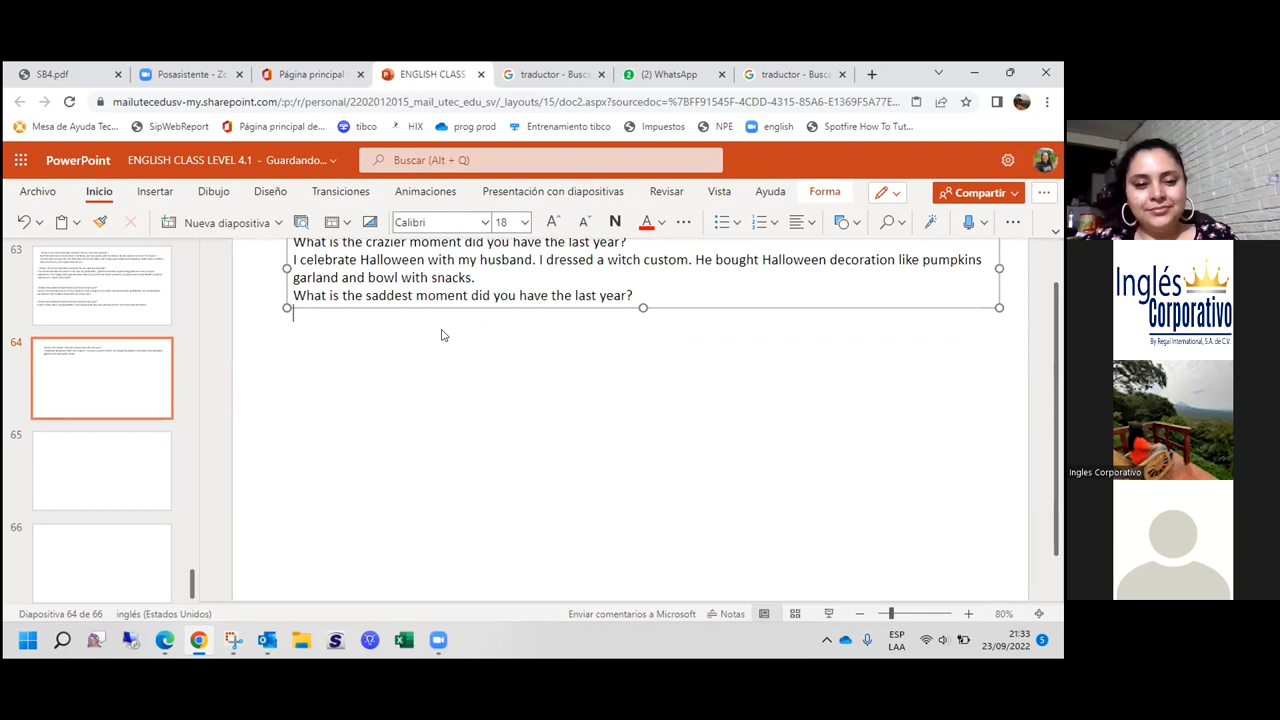 SB4.pdf
Posasistente - Zo
Página principal
ENGLISH CLASS
traductor - Busc
(2) WhatsApp
traductor - Busc
mailutecedusv-my.sharepoint.com/:p:/r/personal/2202012015_mail_utec_edu_sv/_layouts/15/doc2.aspx?sourcedoc=%7BFF91545F-4CDD-4315-85A6-E1369F5A77E...
Mesa de Ayuda Tec...
SipWebReport
Página principal de...
tibco
HIX
prog prod
Entrenamiento tibco
Impuestos
NPE
english
Spotfire How To Tut...
PowerPoint
ENGLISH CLASS LEVEL 4.1 - Guardando...
Buscar (Alt + Q)
Archivo
Inicio
Insertar
Dibujo
Diseño
Transiciones
Animaciones
Presentación con diapositivas
Revisar
Vista
Ayuda
Forma
Compartir
Nueva diapositiva
Calibri
18
N
A
63
64
65
66
What is the crazier moment did you have the last year?
I celebrate Halloween with my husband. I dressed a witch custom. He bought Halloween decoration like pumpkins
garland and bowl with snacks.
What is the saddest moment did you have the last year?
Diapositiva 64 de 66
inglés (Estados Unidos)
Enviar comentarios a Microsoft
Notas
80%
ESP
LAA
21:33
23/09/2022
5
Inglés
Corporativo
By Regal International, S.A. de C.V.
Ingles Corporativo